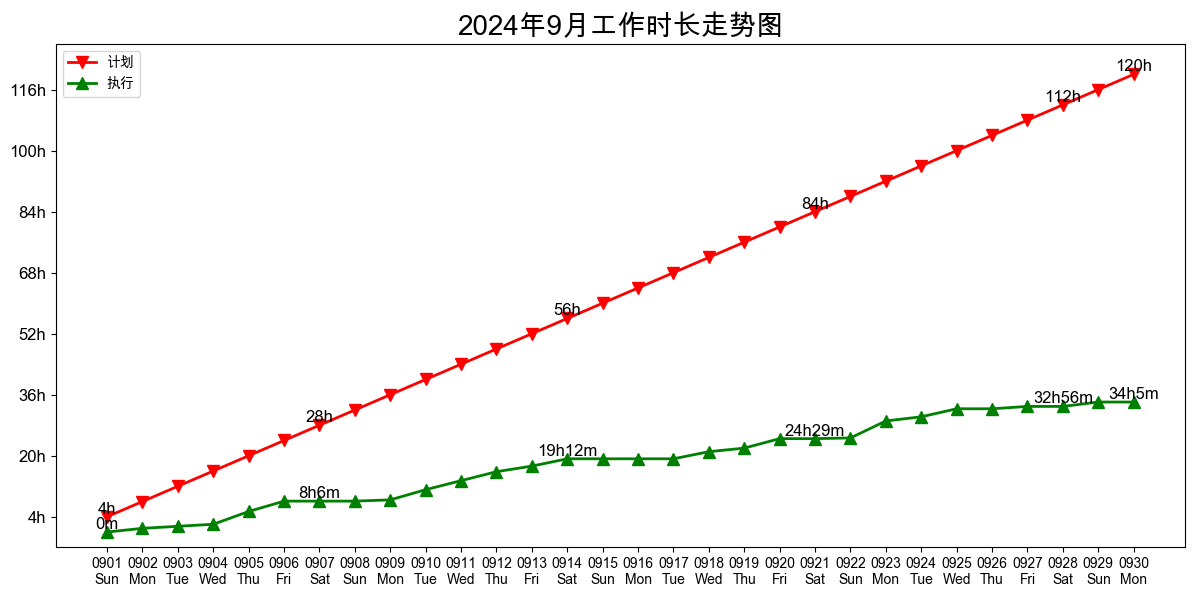 2024年9月工作时长走势图
计划
执行
116h
100h
84h
68h
52h
36h
20h
4h
120h
112h
84h
56h
28h
4h
0m
8h6m
19h12m
24h29m
32h56m
34h5m
0901 0902 0903 0904 0905 0906 0907 0908 0909 0910 0911 0912 0913 0914 0915 0916 0917 0918 0919 0920 0921 0922 0923 0924 0925 0926 0927 0928 0929 0930
Sun Mon Tue Wed Thu Fri Sat Sun Mon Tue Wed Thu Fri Sat Sun Mon Tue Wed Thu Fri Sat Sun Mon Tue Wed Thu Fri Sat Sun Mon